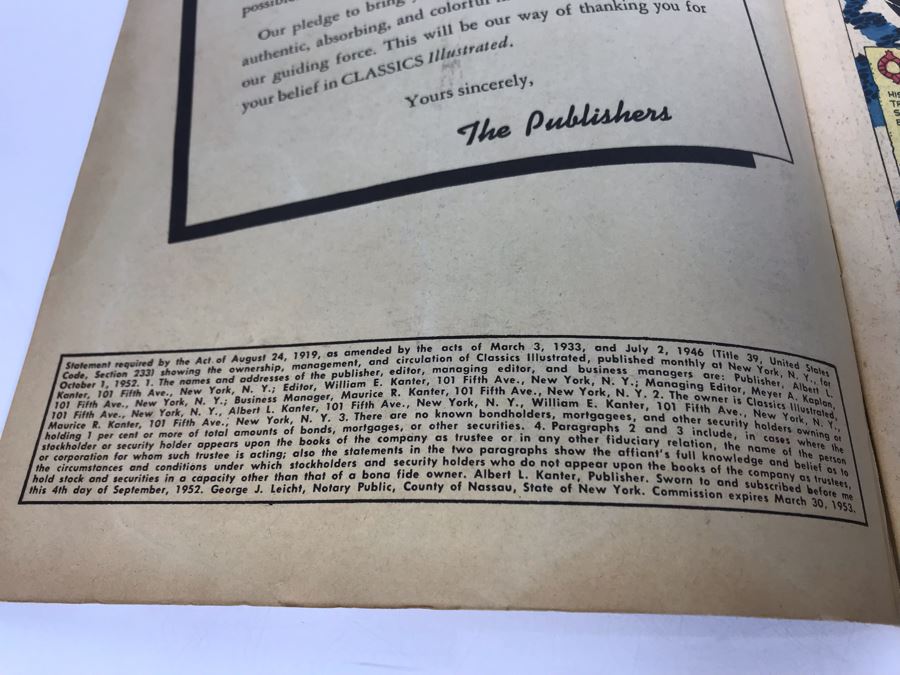 possible
Our pledge to bring
authentic, absorbing, and colorful
our guiding force. This will be our way of thanking you for
your belief in CLASSICS Illustrated.
Yours sincerely,
The Publishers
Statement required by the Act of August 24, 1919, as amended by the acts of March 3, 1933, and July 2, 1946 (Title 39, United States
Code, Section 233) showing the ownership, management, and circulation of Classics Illustrated, published monthly at New York, N. Y., for
October 1, 1952. 1. The names and addresses of the publisher, editor, managing editor, and business managers are: Publisher, Albert L.
Kanter, 101 Fifth Ave., New York, N. Y.; Editor, William E. Kanter, 101 Fifth Ave., New York, N. Y.; Managing Editor, Meyer A. Kaplan,
101 Fifth Ave., New York, N. Y.; Business Manager, Maurice R. Kanter, 101 Fifth Ave., New York, N. Y. 2. The owner is Classics Illustrated,
101 Fifth Ave., New York, N. Y., Albert L. Kanter, 101 Fifth Ave., New York, N. Y., William E. Kanter, 101 Fifth Ave., New York, N. Y.,
Maurice R. Kanter, 101 Fifth Ave., New York, N. Y. 3. There are no known bondholders, mortgagees, and other security holders owning or
holding 1 per cent or more of total amounts of bonds, mortgages, or other securities. 4. Paragraphs 2 and 3 include, in cases where the
stockholder or security holder appears upon the books of the company as trustee or in any other fiduciary relation, the name of the person
or corporation for whom such trustee is acting; also the statements in the two paragraphs show the affiant's full knowledge and belief as to
the circumstances and conditions under which stockholders and security holders who do not appear upon the books of the company as trustees,
hold stock and securities in a capacity other than that of a bona fide owner. Albert L. Kanter, Publisher. Sworn to and subscribed before me
this 4th day of September, 1952. George J. Leicht, Notary Public, County of Nassau, State of New York. Commission expires March 30, 1953.